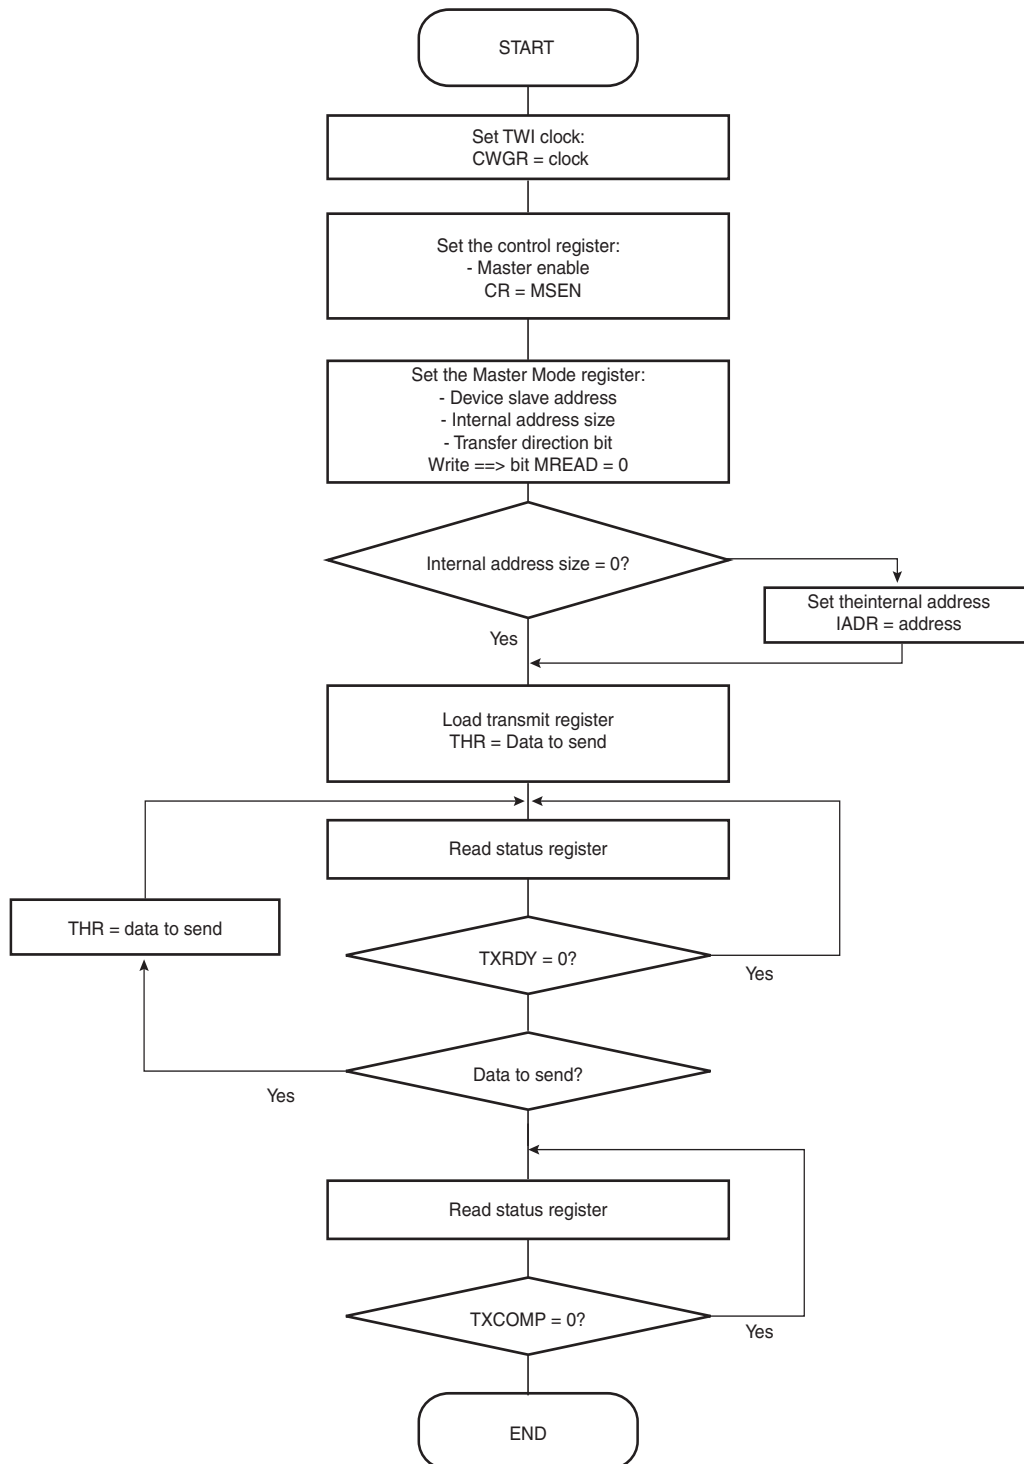 START
Set TWI clock:
CWGR = clock
Set the control register:
- Master enable
CR = MSEN
Set the Master Mode register:
- Device slave address
- Internal address size
- Transfer direction bit
Write ==> bit MREAD = 0
Internal address size = 0?
Set theinternal address
IADR = address
Yes
Load transmit register
THR = Data to send
Read status register
THR = data to send
TXRDY = 0?
Yes
Data to send?
Yes
Read status register
TXCOMP = 0?
Yes
END